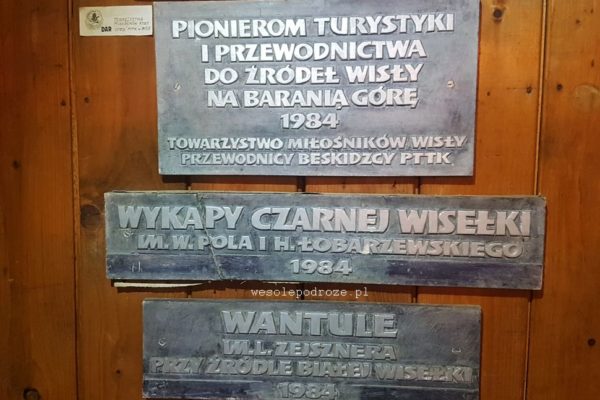 DAR
PIONIEROM TURYSTYKI
I PRZEWODNICTWA
DO ŹRÓDEŁ WISŁY
NA BARANIĄ GÓRĘ
1984
TOWARZYSTWO MIŁOŚNIKÓW WISŁY
PRZEWODNICY BESKIDZCY PTTK
WYKAPY CZARNEJ WISEŁKI
IM. W. POLA I H. ŁOBARZEWSKIEGO
1984
wesolepodroze.pl
WANTULE
IM. L. ZEJSZNERA
PRZY ŹRÓDLE BIAŁEJ WISEŁKI
1984